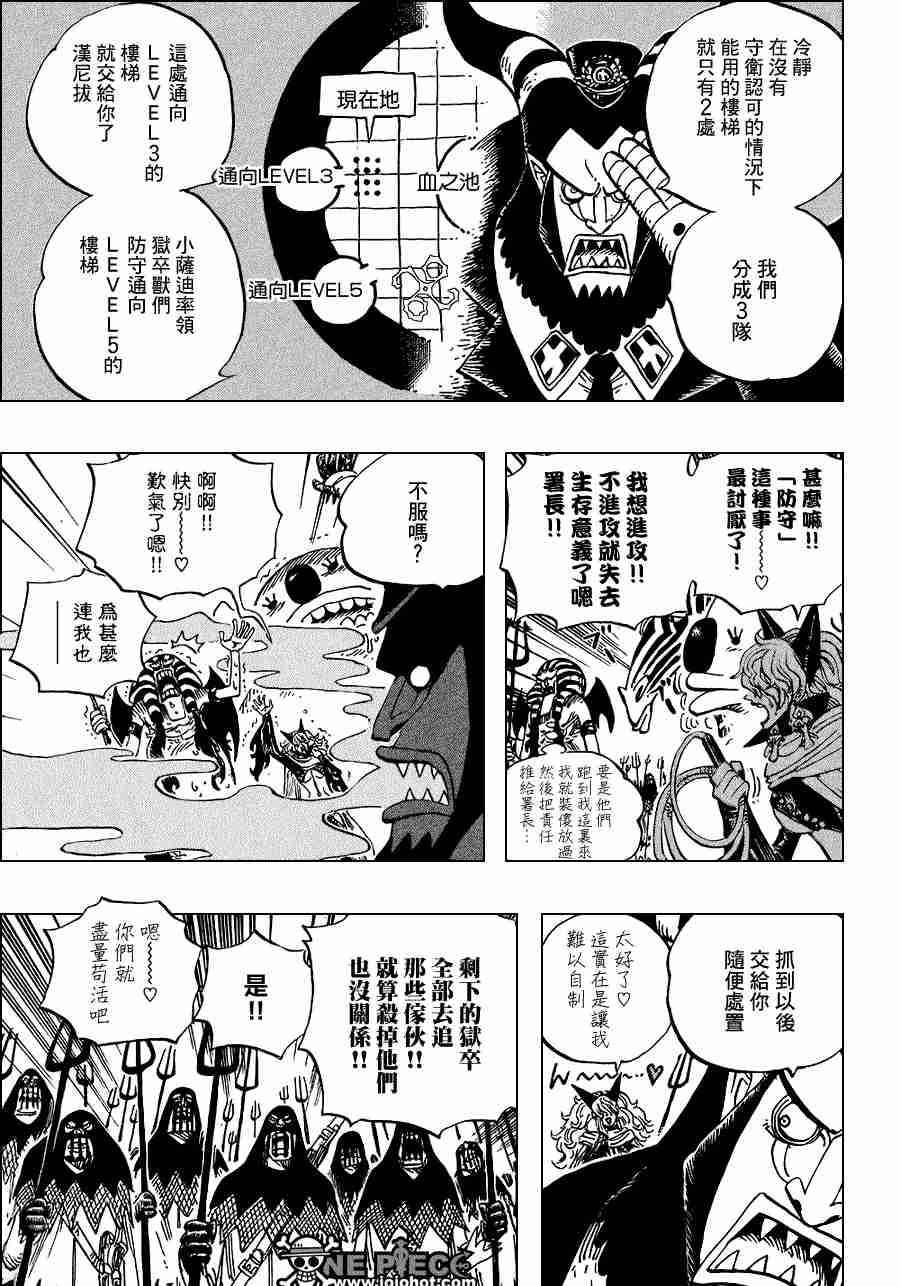 冷靜
在沒有
守衛認可的情況下
能用的樓梯
就只有2處
我們
分成3隊
現在地
血之池
通向LEVEL3
通向LEVEL5
這處通向
LEVEL3的
樓梯
就交給你了
漢尼拔
小薩迪率領
獄卒獸們
防守通向
LEVEL5的
樓梯
甚麼嘛!!
「防守」
這種事~~~♡
最討厭了!
我想進攻!!
不進攻就失去
生存意義了嗯
署長!!
要是他們
跑到我這裏來
我就裝傻放過
然後把責任
推給署長…
不服嗎?
啊啊!!
快別~~~♡
歎氣了嗯!!
爲甚麼
連我也
——
抓到以後
交給你
隨便處置
太好了♡
這實在是讓我
難以自制
剩下的獄卒
全部去追
那些傢伙!!
就算殺掉他們
也沒關係!!
是!!
嗯~~~♡
你們就
盡量苟活吧
ONE PIECE
www.jojohot.com